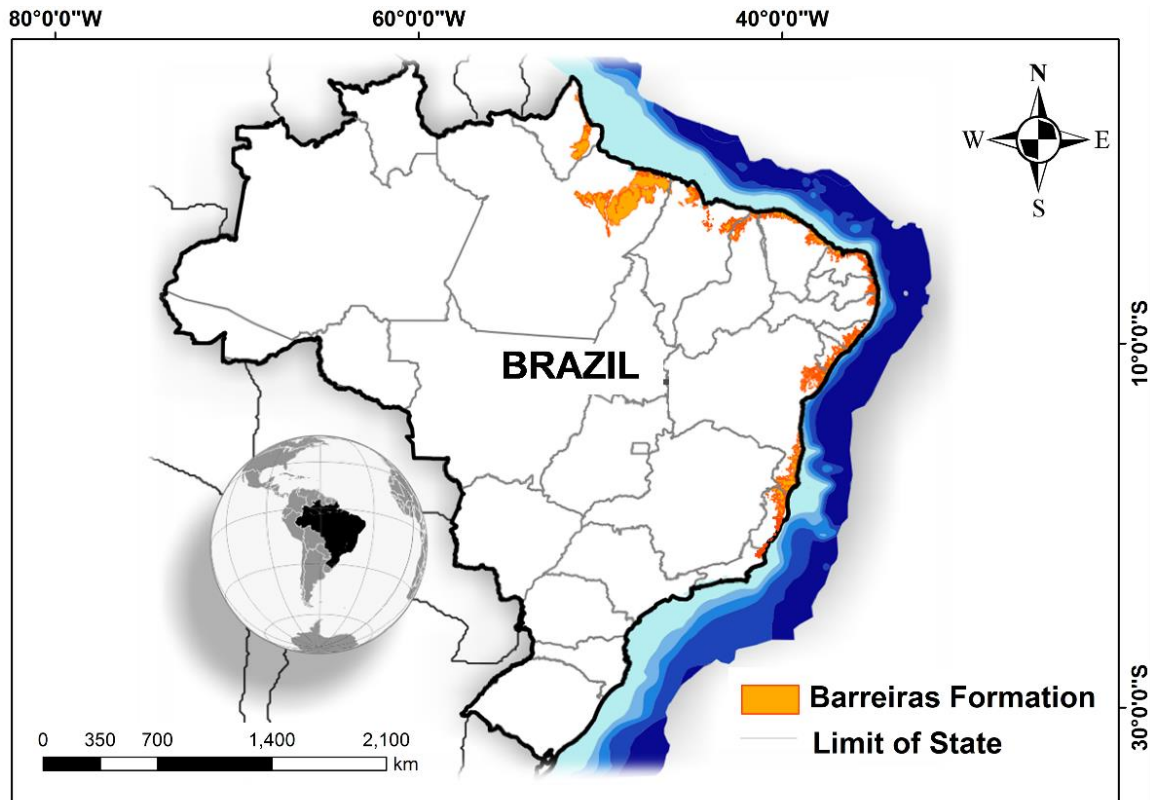 80°0'0"W 60°0'0"W 40°0'0"W
N
W E
S
10°0'0"S
BRAZIL
Barreiras Formation
30°0'0"S
Limit of State
0 350 700 1,400 2,100
km